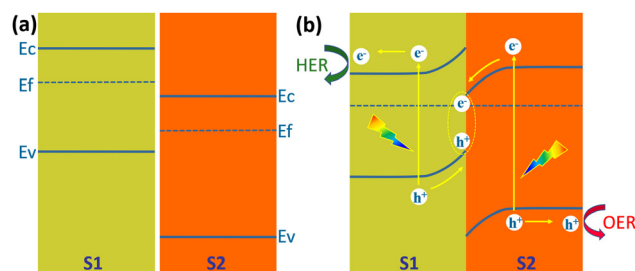 (a)
Ec
Ef
Ev
Ec
Ef
Ev
S1
S2
(b)
HER
e-
e-
e-
e-
h+
h+
h+
h+
OER
S1
S2